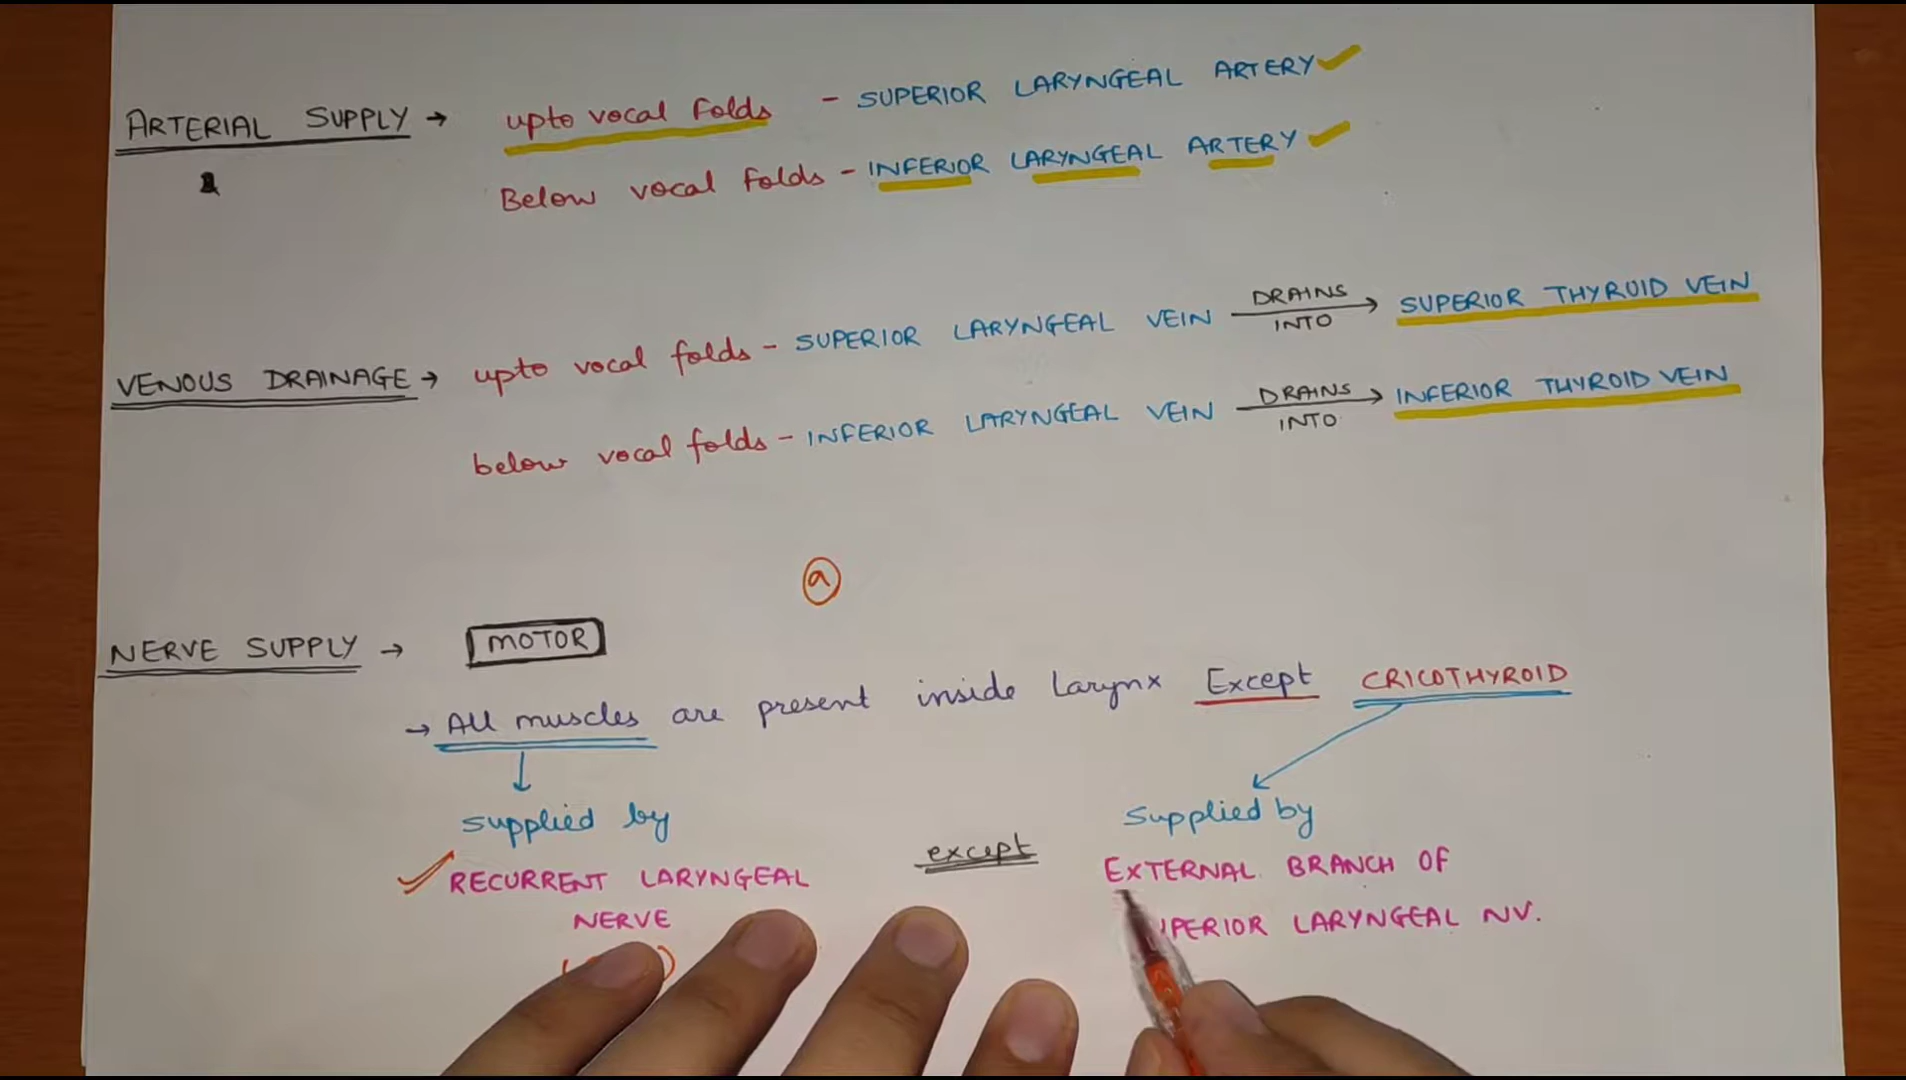 ARTERIAL SUPPLY → upto vocal Folds - SUPERIOR LARYNGEAL ARTERY ✓
Below vocal Folds - INFERIOR LARYNGEAL ARTERY ✓
VENOUS DRAINAGE → upto vocal folds - SUPERIOR LARYNGEAL VEIN DRAINS INTO → SUPERIOR THYROID VEIN
below vocal folds - INFERIOR LARYNGEAL VEIN DRAINS INTO → INFERIOR THYROID VEIN
a
NERVE SUPPLY → MOTOR
→ All muscles are present inside Larynx Except CRICOTHYROID
supplied by
✓ RECURRENT LARYNGEAL
NERVE
except
Supplied by
EXTERNAL BRANCH OF
LARYNGEAL NV.